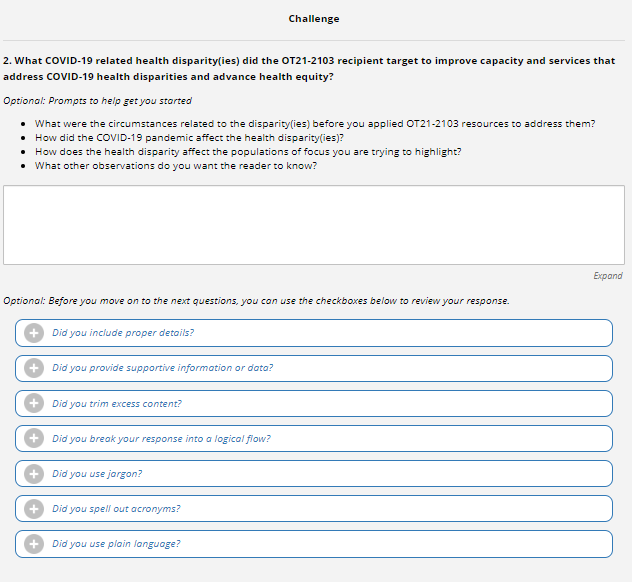 Challenge
2. What COVID-19 related health disparity(ies) did the OT21-2103 recipient target to improve capacity and services that
address COVID-19 health disparities and advance health equity?
Optional: Prompts to help get you started
• What were the circumstances related to the disparity(ies) before you applied OT21-2103 resources to address them?
• How did the COVID-19 pandemic affect the health disparity(ies)?
• How does the health disparity affect the populations of focus you are trying to highlight?
• What other observations do you want the reader to know?
Expand
Optional: Before you move on to the next questions, you can use the checkboxes below to review your response.
+ Did you include proper details?
+ Did you provide supportive information or data?
+ Did you trim excess content?
+ Did you break your response into a logical flow?
+ Did you use jargon?
+ Did you spell out acronyms?
+ Did you use plain language?